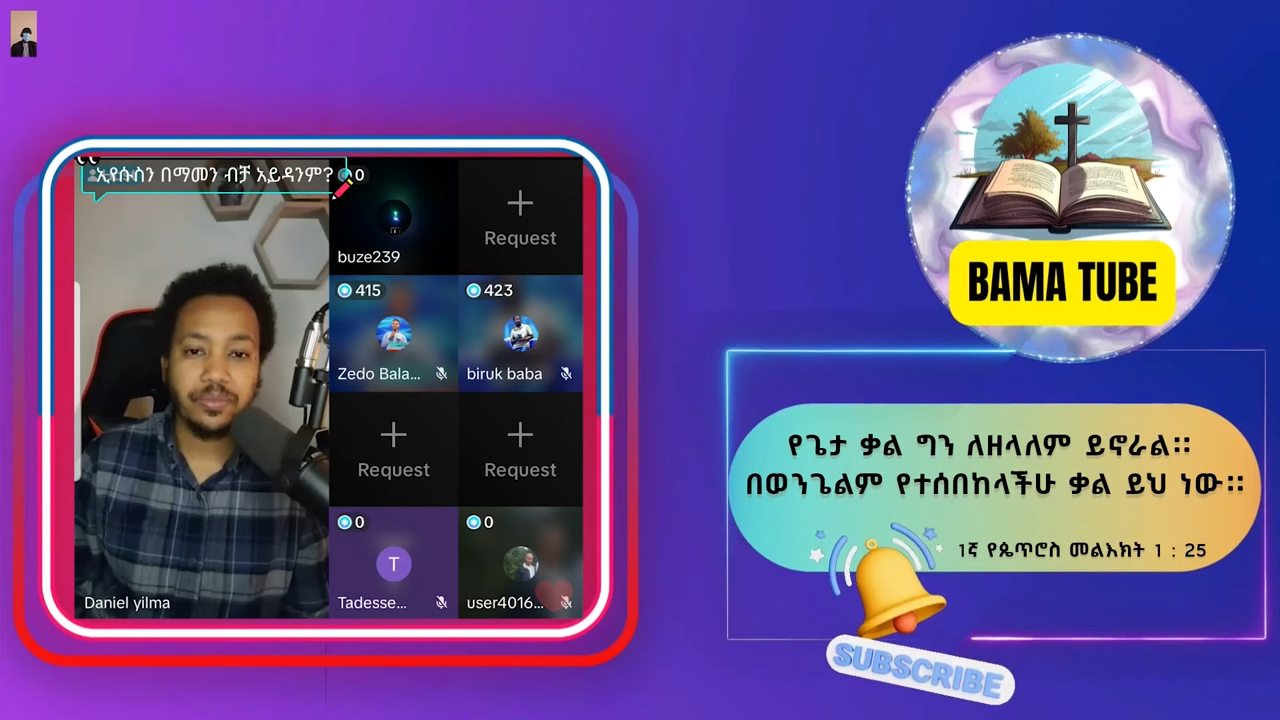 ኢየሱስን በማመን ብቻ አይዳንም?
0
buze239
Request
415
Zedo Bala...
423
biruk baba
Request
Request
0
T
Tadesse...
0
user4016...
Daniel yilma
BAMA TUBE
የጌታ ቃል ግን ለዘላለም ይኖራል።
በወንጌልም የተሰበከላችሁ ቃል ይህ ነው።
1ኛ የጴጥሮስ መልእክት 1 : 25
SUBSCRIBE